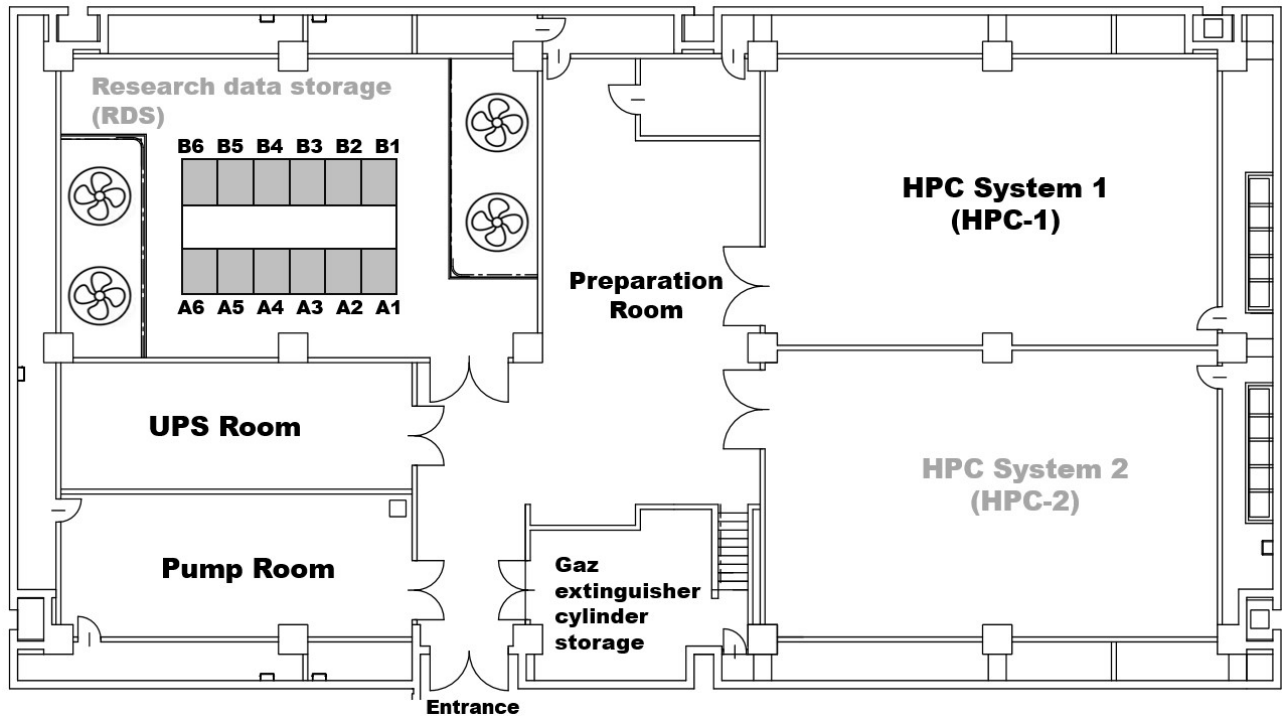 Research data storage
(RDS)
B6 B5 B4 B3 B2 B1
A6 A5 A4 A3 A2 A1
HPC System 1
(HPC-1)
Preparation
Room
UPS Room
HPC System 2
(HPC-2)
Pump Room
Gaz
extinguisher
cylinder
storage
Entrance